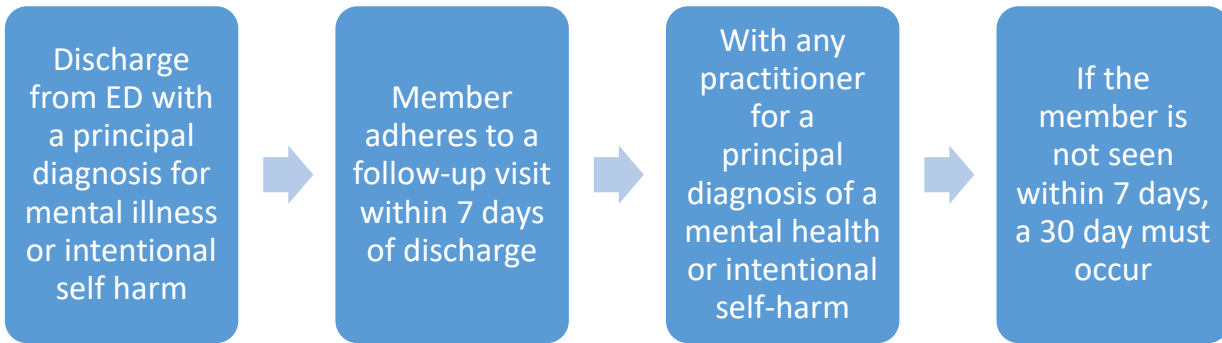 Discharge
from ED with
a principal
diagnosis for
mental illness
or intentional
self harm
Member
adheres to a
follow-up visit
within 7 days
of discharge
With any
practitioner
for a
principal
diagnosis of a
mental health
or intentional
self-harm
If the
member is
not seen
within 7 days,
a 30 day must
occur